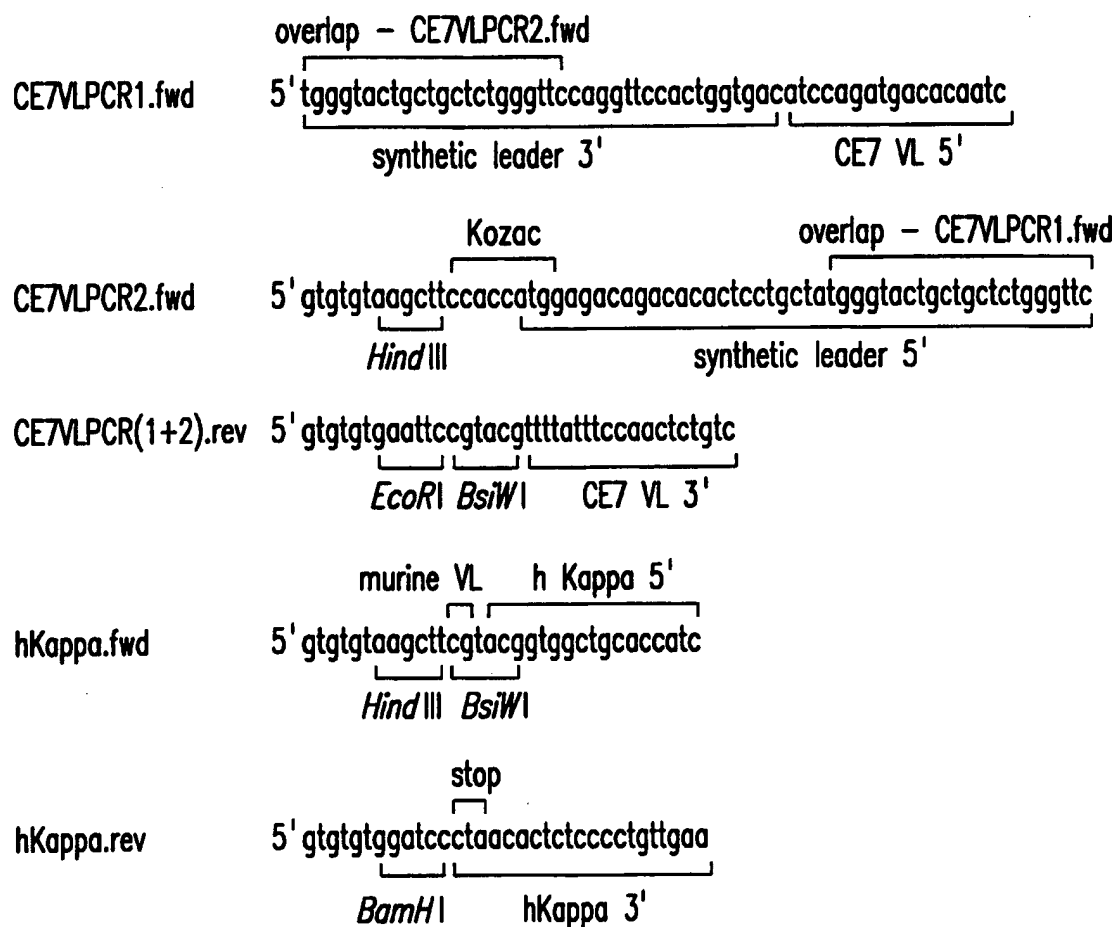 overlap – CE7VLPCR2.fwd
CE7VLPCR1.fwd 5' tgggtactgctgctctgggttccaggttccactggtgacatccagatgacacaatc
synthetic leader 3' CE7 VL 5'
Kozac overlap – CE7VLPCR1.fwd
CE7VLPCR2.fwd 5' gtgtgtaagcttccaccatggagacagacacactcctgctatgggtactgctgctctgggttc
HindIII synthetic leader 5'
CE7VLPCR(1+2).rev 5' gtgtgtgaattccgtacgttttatttccaactctgtc
EcoRI BsiWI CE7 VL 3'
murine VL h Kappa 5'
hKappa.fwd 5' gtgtgtaagcttcgtacggtggctgcaccatc
HindIII BsiWI
stop
hKappa.rev 5' gtgtgtggatccctaacactctcccctgttgaa
BamHI hKappa 3'